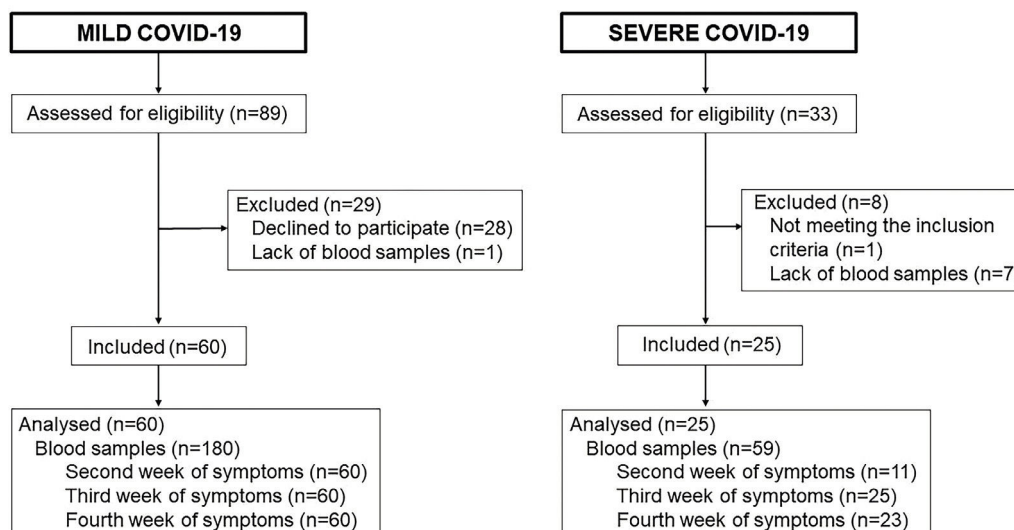 MILD COVID-19
Assessed for eligibility (n=89)
Excluded (n=29)
Declined to participate (n=28)
Lack of blood samples (n=1)
Included (n=60)
Analysed (n=60)
Blood samples (n=180)
Second week of symptoms (n=60)
Third week of symptoms (n=60)
Fourth week of symptoms (n=60)
SEVERE COVID-19
Assessed for eligibility (n=33)
Excluded (n=8)
Not meeting the inclusion
criteria (n=1)
Lack of blood samples (n=7
Included (n=25)
Analysed (n=25)
Blood samples (n=59)
Second week of symptoms (n=11)
Third week of symptoms (n=25)
Fourth week of symptoms (n=23)